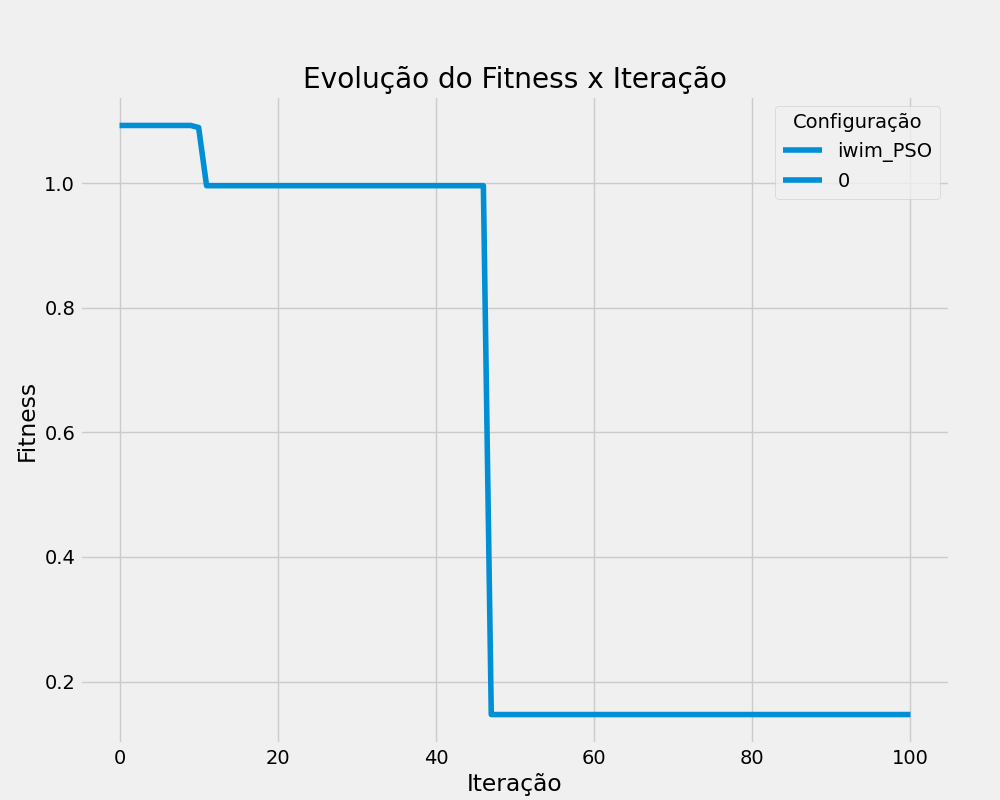 Evolução do Fitness x Iteração
Configuração
iwim_PSO
0
1.0
0.8
0.6
0.4
0.2
Fitness
0 20 40 60 80 100
Iteração